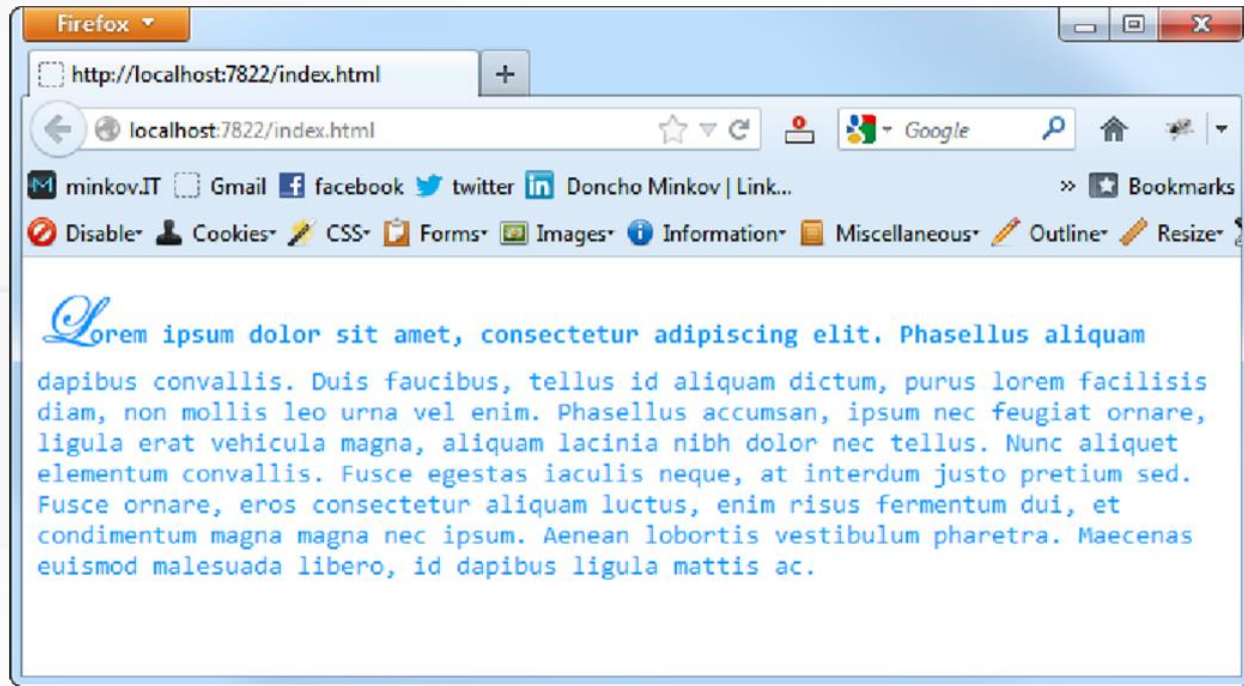 Firefox
http://localhost:7822/index.html
localhost:7822/index.html Google
minkov.IT Gmail facebook twitter in Doncho Minkov | Link... » Bookmarks
Disable Cookies CSS Forms Images Information Miscellaneous Outline Resize
Lorem ipsum dolor sit amet, consectetur adipiscing elit. Phasellus aliquam
dapibus convallis. Duis faucibus, tellus id aliquam dictum, purus lorem facilisis
diam, non mollis leo urna vel enim. Phasellus accumsan, ipsum nec feugiat ornare,
ligula erat vehicula magna, aliquam lacinia nibh dolor nec tellus. Nunc aliquet
elementum convallis. Fusce egestas iaculis neque, at interdum justo pretium sed.
Fusce ornare, eros consectetur aliquam luctus, enim risus fermentum dui, et
condimentum magna magna nec ipsum. Aenean lobortis vestibulum pharetra. Maecenas
euismod malesuada libero, id dapibus ligula mattis ac.